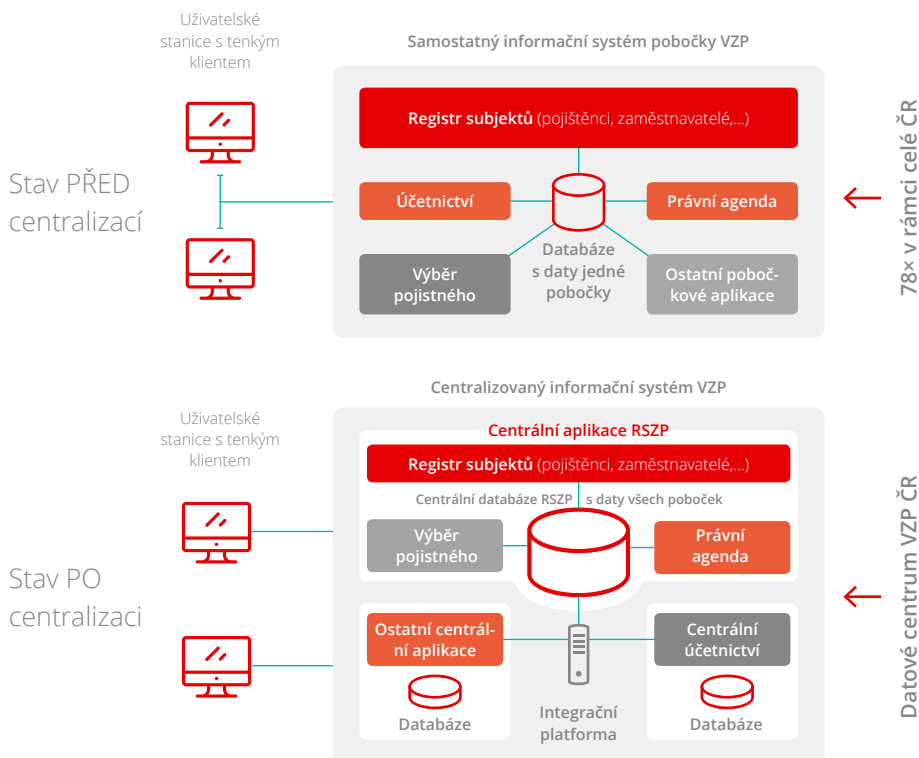 Uživatelské
stanice s tenkým
klientem
Samostatný informační systém pobočky VZP
Stav PŘED
centralizací
Registr subjektů (pojištěnci, zaměstnavatelé,...)
Účetnictví
Právní agenda
Databáze
s daty jedné
pobočky
Výběr
pojistného
Ostatní poboč-
kové aplikace
78× v rámci celé ČR
Centralizovaný informační systém VZP
Uživatelské
stanice s tenkým
klientem
Stav PO
centralizaci
Centrální aplikace RSZP
Registr subjektů (pojištěnci, zaměstnavatelé,...)
Centrální databáze RSZP s daty všech poboček
Výběr
pojistného
Právní
agenda
Ostatní centrál-
ní aplikace
Centrální
účetnictví
Databáze
Integrační
platforma
Databáze
Datové centrum VZP ČR